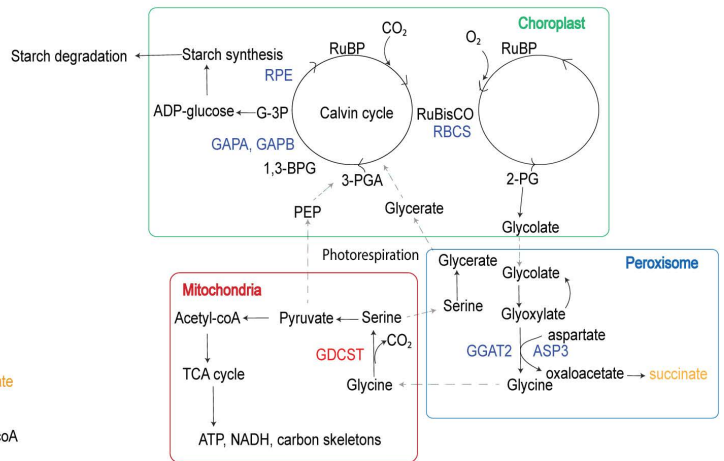 Choroplast
CO₂
O₂
RuBP
RuBP
Starch degradation
Starch synthesis
RPE
ADP-glucose
G-3P
Calvin cycle
RuBisCO
RBCS
GAPA, GAPB
1,3-BPG
3-PGA
2-PG
PEP
Glycerate
Glycolate
Photorespiration
Glycerate
Glycolate
Peroxisome
Mitochondria
Acetyl-coA
Pyruvate
Serine
Serine
Glyoxylate
aspartate
CO₂
GDCST
GGAT2
ASP3
TCA cycle
Glycine
Glycine
oxaloacetate
succinate
ate
coA
ATP, NADH, carbon skeletons